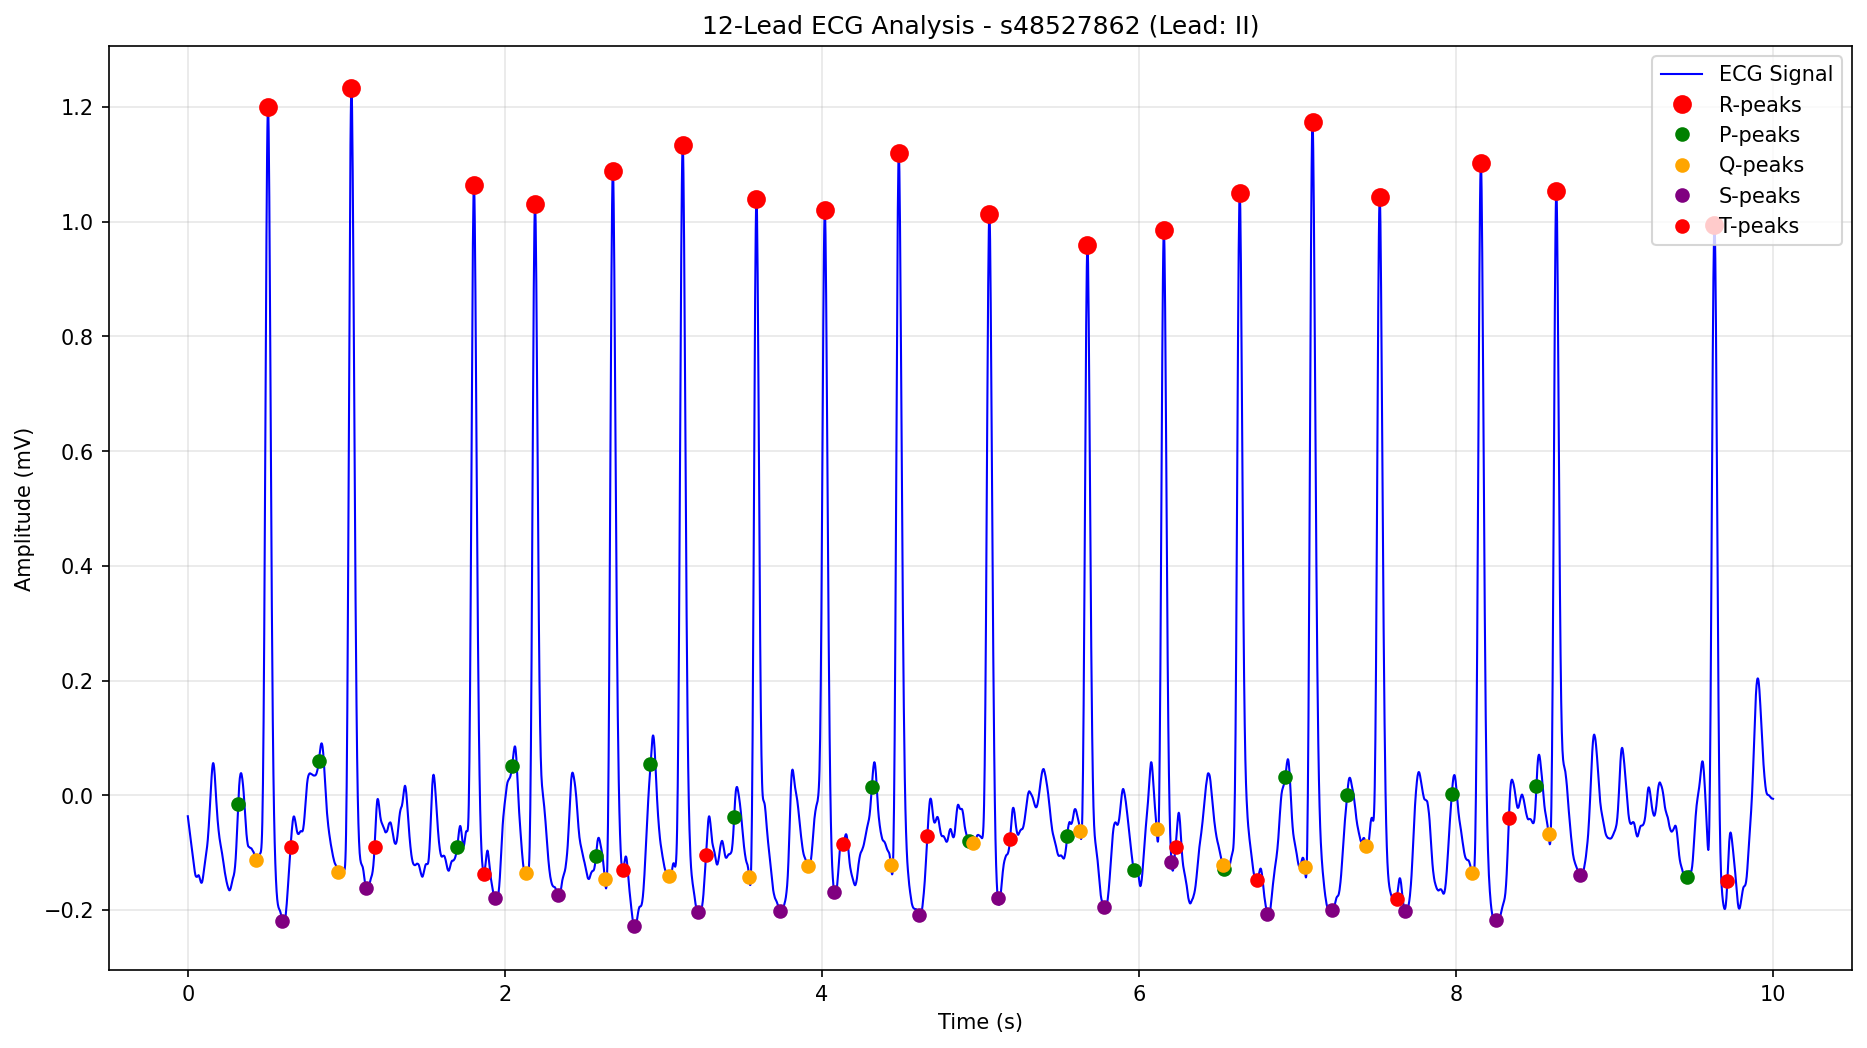 12-Lead ECG Analysis - s48527862 (Lead: II)
ECG Signal
R-peaks
P-peaks
Q-peaks
S-peaks
T-peaks
Amplitude (mV)
1.2
1.0
0.8
0.6
0.4
0.2
0.0
−0.2
0 2 4 6 8 10
Time (s)